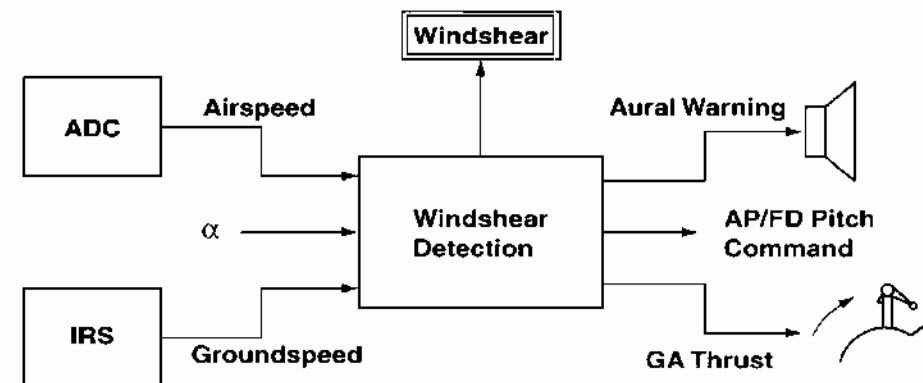 Windshear
ADC
Airspeed
Aural Warning
α
Windshear
Detection
AP/FD Pitch
Command
IRS
Groundspeed
GA Thrust